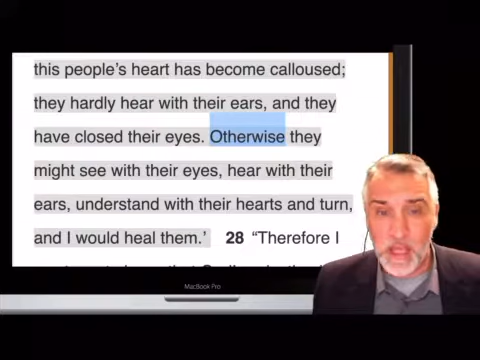 this people's heart has become calloused;
they hardly hear with their ears, and they
have closed their eyes. Otherwise they
might see with their eyes, hear with their
ears, understand with their hearts and turn,
and I would heal them.' 28 “Therefore I
MacBook Pro